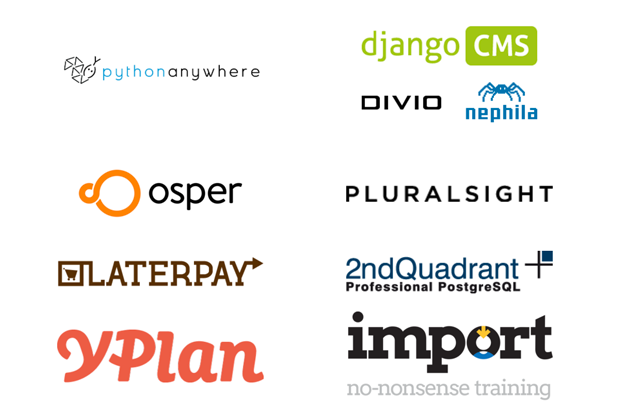 pythonanywhere
django CMS
DIVIO
nephila
osper
PLURALSIGHT
LATERPAY
2ndQuadrant
Professional PostgreSQL
YPlan
import
no-nonsense training